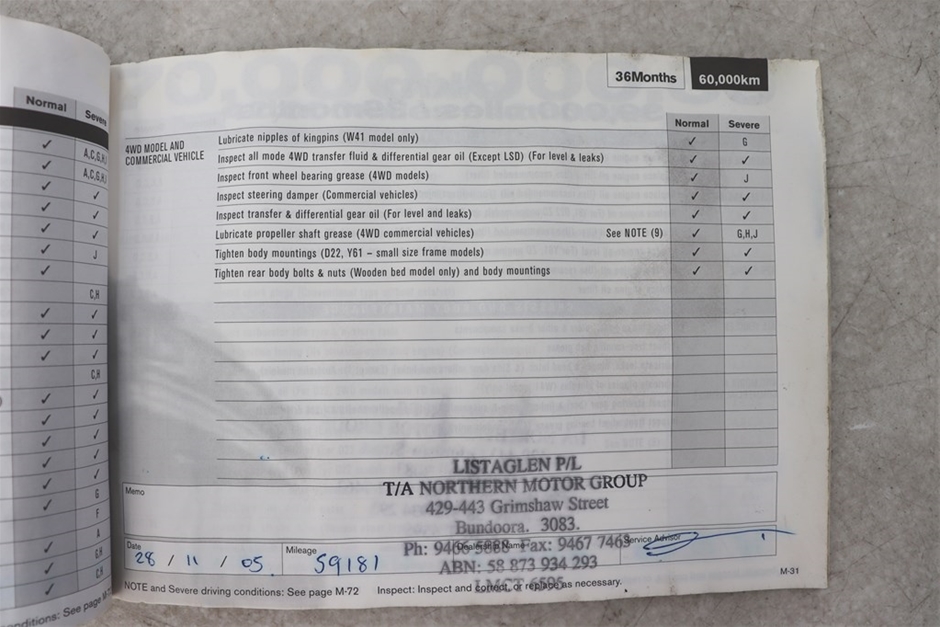 Normal Severe
✓ A,C,G,H,I
✓ A,C,G,H,I
✓ ✓
✓ ✓
✓ ✓
✓ J
✓
C,H
✓ ✓
✓ ✓
✓ ✓
C,H
✓ ✓
✓ ✓
✓ ✓
✓ ✓
✓ ✓
✓ G
F
A
✓ G,H
✓ C,H
conditions: See page M-7
36Months 60,000km
Normal Severe
4WD MODEL AND
COMMERCIAL VEHICLE
Lubricate nipples of kingpins (W41 model only) ✓ G
Inspect all mode 4WD transfer fluid & differential gear oil (Except LSD) (For level & leaks) ✓ ✓
Inspect front wheel bearing grease (4WD models) ✓ J
Inspect steering damper (Commercial vehicles) ✓ ✓
Inspect transfer & differential gear oil (For level and leaks) ✓ ✓
Lubricate propeller shaft grease (4WD commercial vehicles) See NOTE (9) ✓ G,H,J
Tighten body mountings (D22, Y61 – small size frame models) ✓ ✓
Tighten rear body bolts & nuts (Wooden bed model only) and body mountings ✓ ✓
Memo
LISTAGLEN P/L
T/A NORTHERN MOTOR GROUP
429-443 Grimshaw Street
Bundoora. 3083.
Ph: Fax: 9467 7463
ABN: 58 873 934 293
LMCT 6595
Date 28 / 11 / 05
Mileage 59181
Dealership Name
Service Advisor
NOTE and Severe driving conditions: See page M-72 Inspect: Inspect and correct, or replace as necessary.
M-31